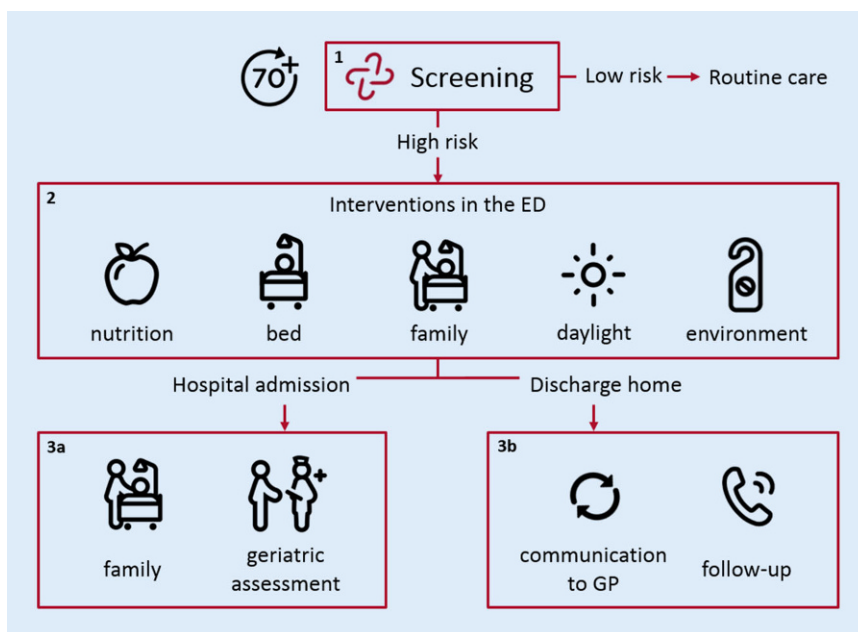 70+
1
Screening
Low risk
Routine care
High risk
2
Interventions in the ED
nutrition
bed
family
daylight
environment
Hospital admission
Discharge home
3a
family
geriatric
assessment
3b
communication
to GP
follow-up